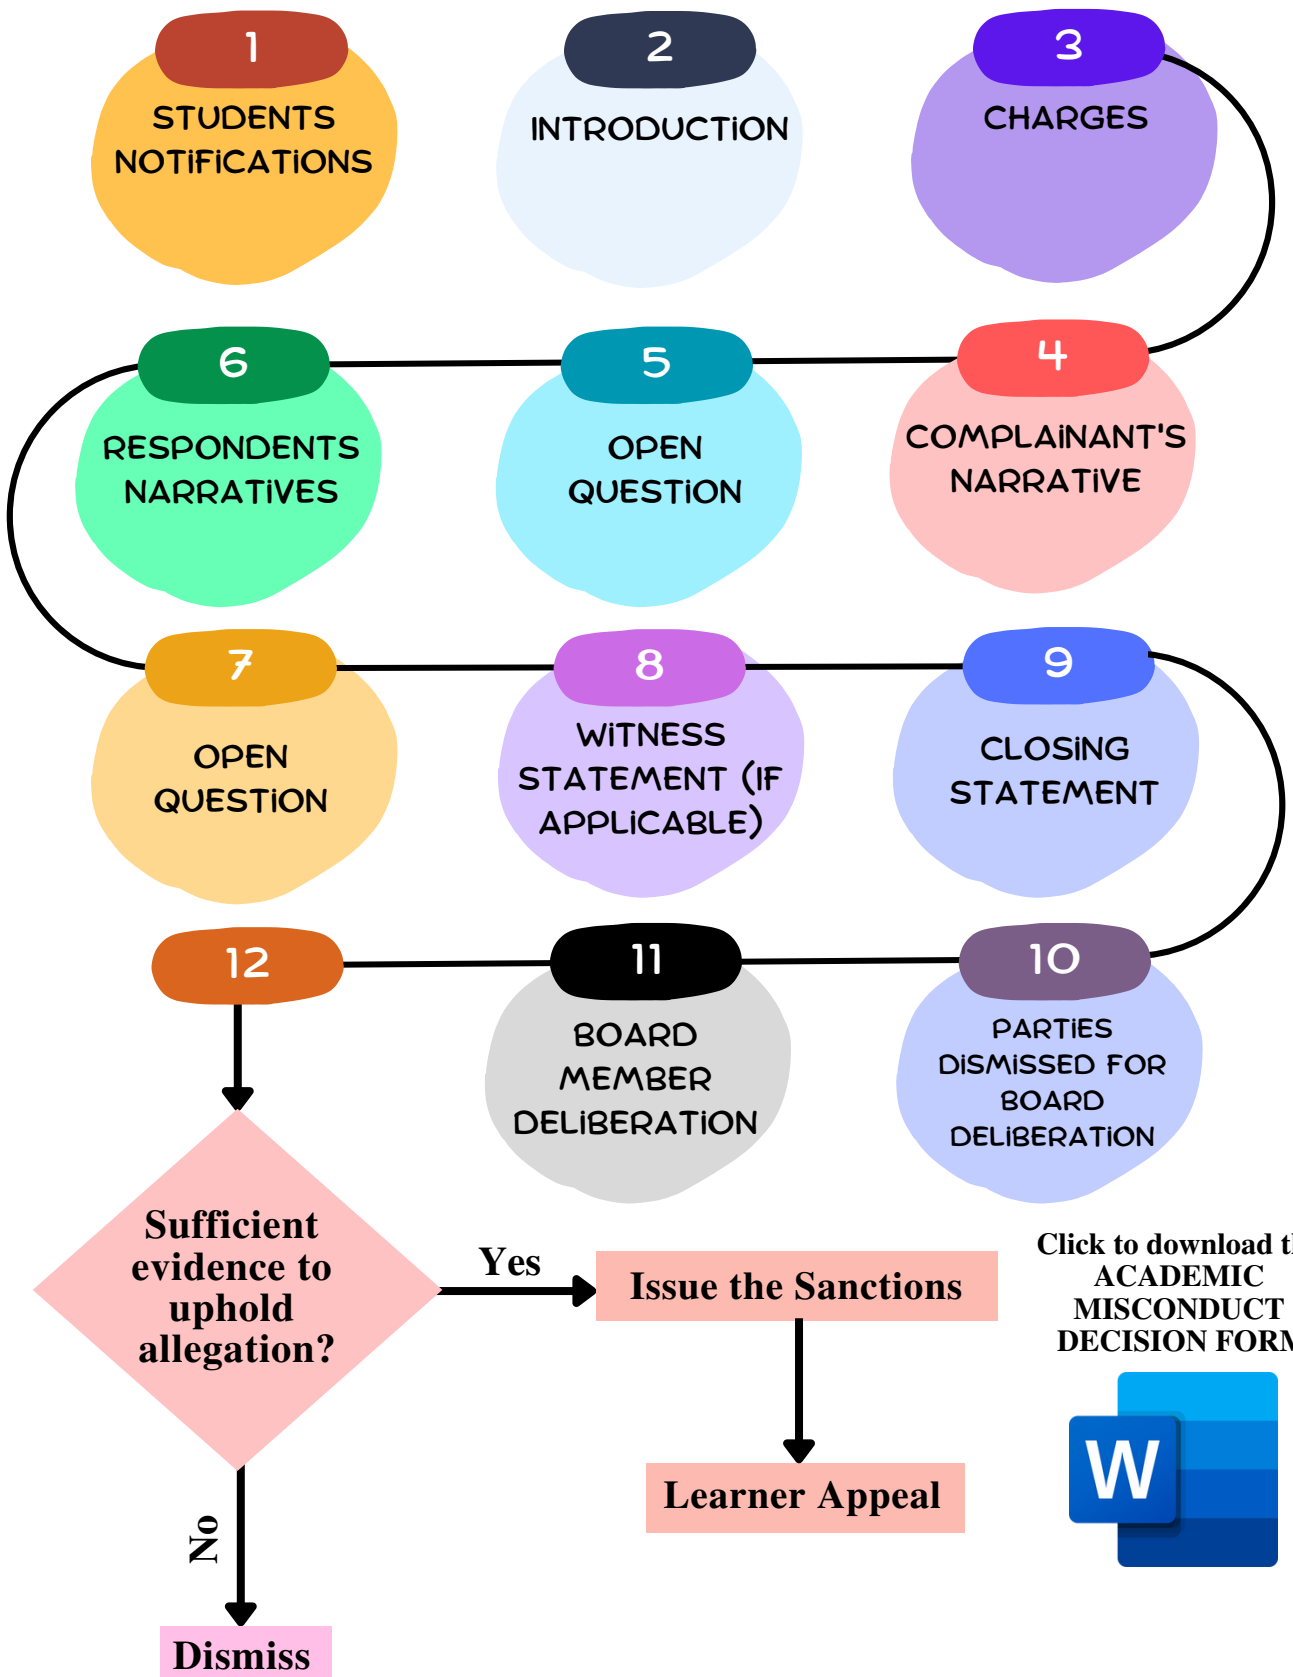 1
STUDENTS
NOTIFICATIONS
2
INTRODUCTION
3
CHARGES
4
COMPLAINANT'S
NARRATIVE
5
OPEN
QUESTION
6
RESPONDENTS
NARRATIVES
7
OPEN
QUESTION
8
WITNESS
STATEMENT (IF
APPLICABLE)
9
CLOSING
STATEMENT
10
PARTIES
DISMISSED FOR
BOARD
DELIBERATION
11
BOARD
MEMBER
DELIBERATION
12
Sufficient
evidence to
uphold
allegation?
Yes
Issue the Sanctions
Learner Appeal
No
Dismiss
Click to download th
ACADEMIC
MISCONDUCT
DECISION FORM
W